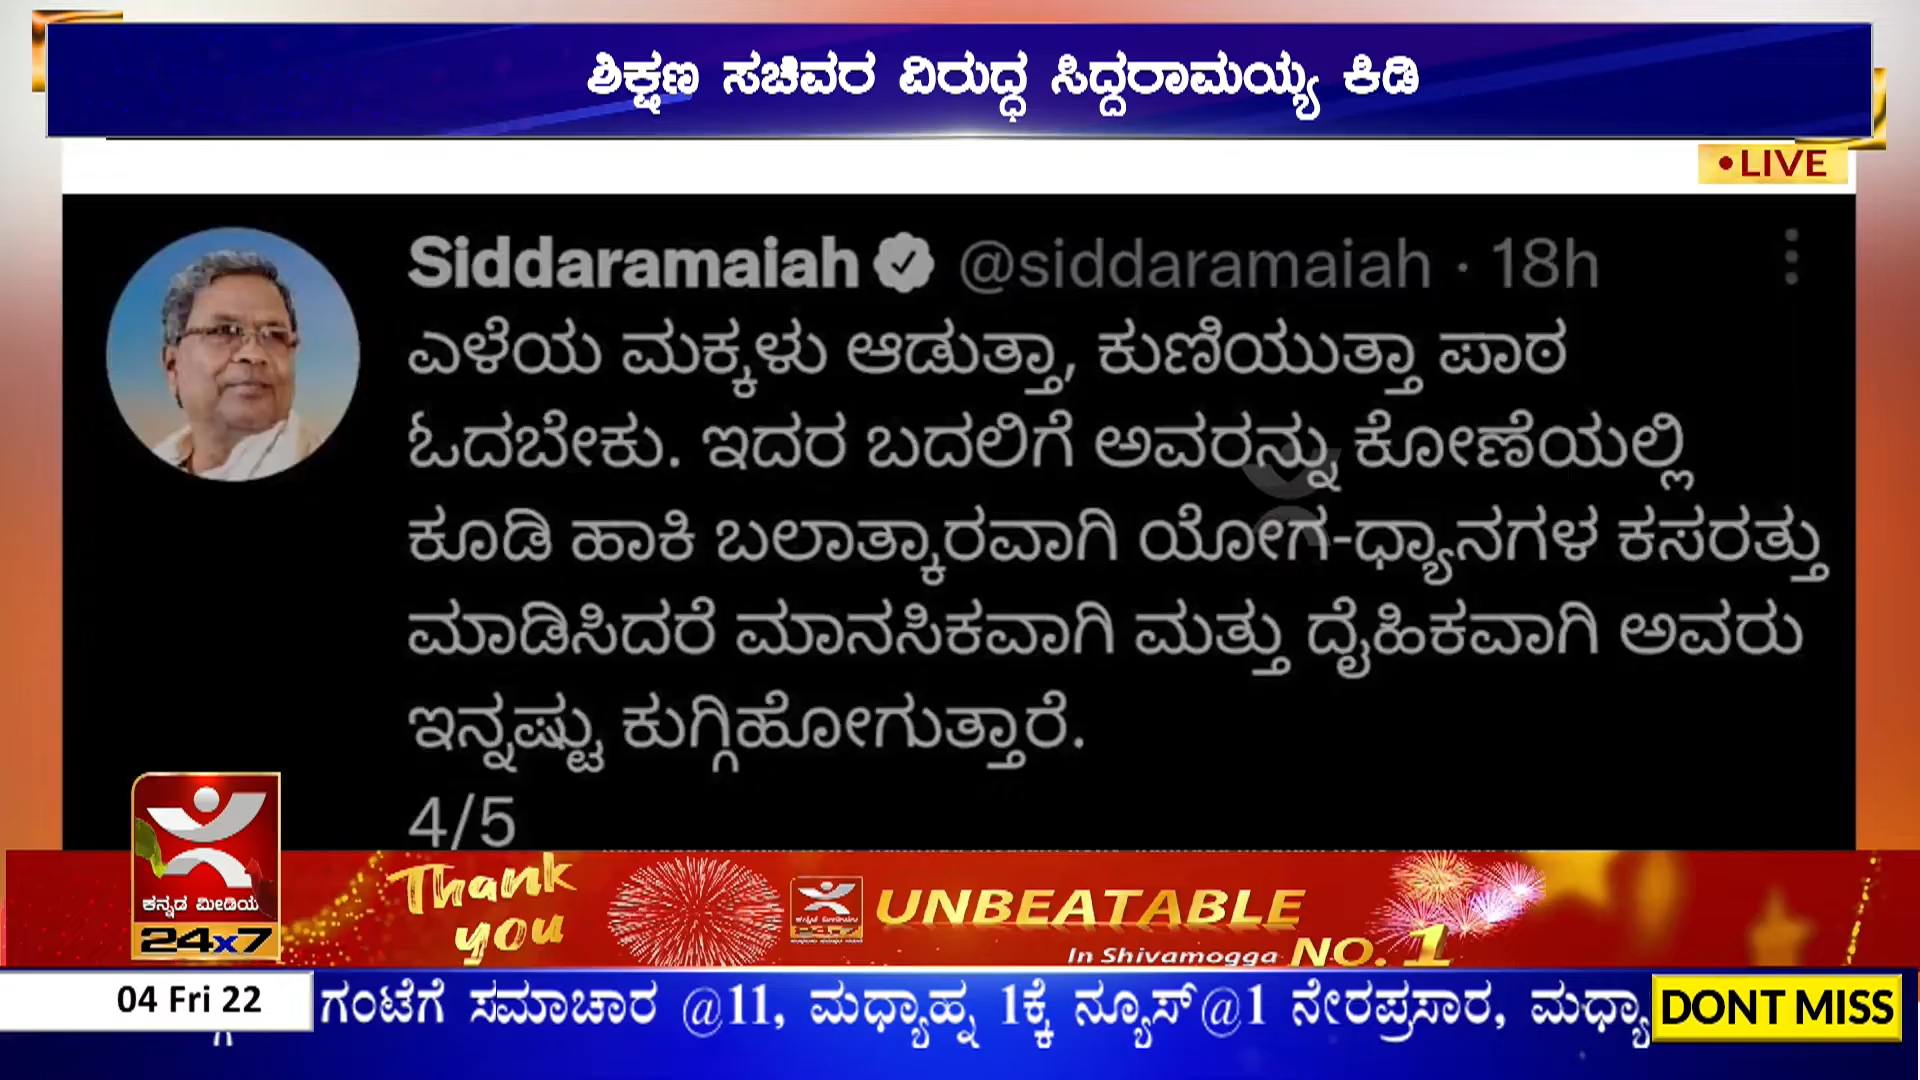 ಶಿಕ್ಷಣ ಸಚಿವರ ವಿರುದ್ಧ ಸಿದ್ದರಾಮಯ್ಯ ಕಿಡಿ
•LIVE
Siddaramaiah @siddaramaiah · 18h
ಎಳೆಯ ಮಕ್ಕಳು ಆಡುತ್ತಾ, ಕುಣಿಯುತ್ತಾ ಪಾಠ
ಓದಬೇಕು. ಇದರ ಬದಲಿಗೆ ಅವರನ್ನು ಕೋಣೆಯಲ್ಲಿ
ಕೂಡಿ ಹಾಕಿ ಬಲಾತ್ಕಾರವಾಗಿ ಯೋಗ-ಧ್ಯಾನಗಳ ಕಸರತ್ತು
ಮಾಡಿಸಿದರೆ ಮಾನಸಿಕವಾಗಿ ಮತ್ತು ದೈಹಿಕವಾಗಿ ಅವರು
ಇನ್ನಷ್ಟು ಕುಗ್ಗಿಹೋಗುತ್ತಾರೆ.
4/5
ಕನ್ನಡ ಮೀಡಿಯ
24x7
Thank
you
UNBEATABLE
In Shivamogga NO. 1
04 Fri 22
ಗಂಟೆಗೆ ಸಮಾಚಾರ @11, ಮಧ್ಯಾಹ್ನ 1ಕ್ಕೆ ನ್ಯೂಸ್@1 ನೇರಪ್ರಸಾರ, ಮಧ್ಯಾ
DONT MISS